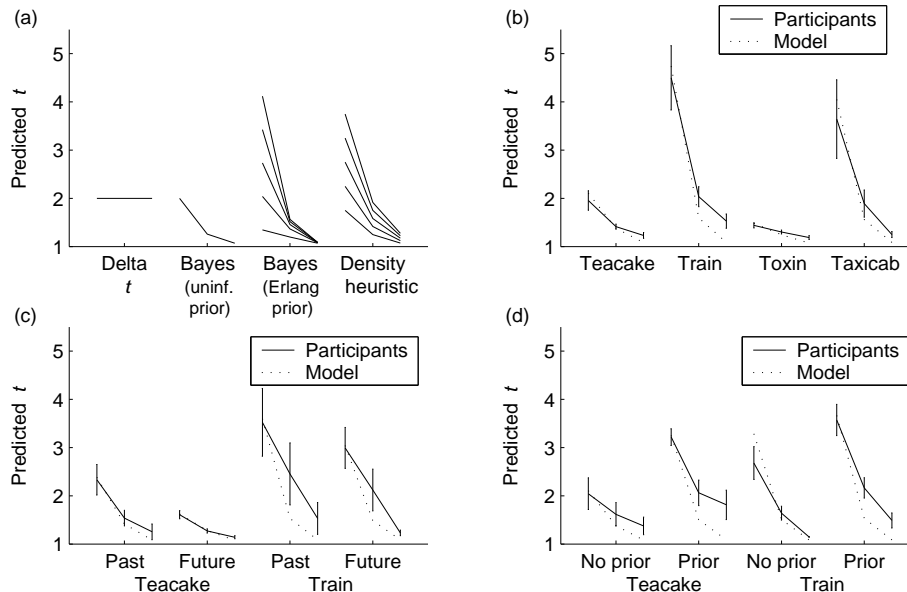 (a)
Predicted t
5
4
3
2
1
Delta t
Bayes (uninf. prior)
Bayes (Erlang prior)
Density heuristic
(b)
Participants
Model
Predicted t
5
4
3
2
1
Teacake Train Toxin Taxicab
(c)
Participants
Model
Predicted t
5
4
3
2
1
Past Future Past Future
Teacake Train
(d)
Participants
Model
Predicted t
5
4
3
2
1
No prior Prior No prior Prior
Teacake Train